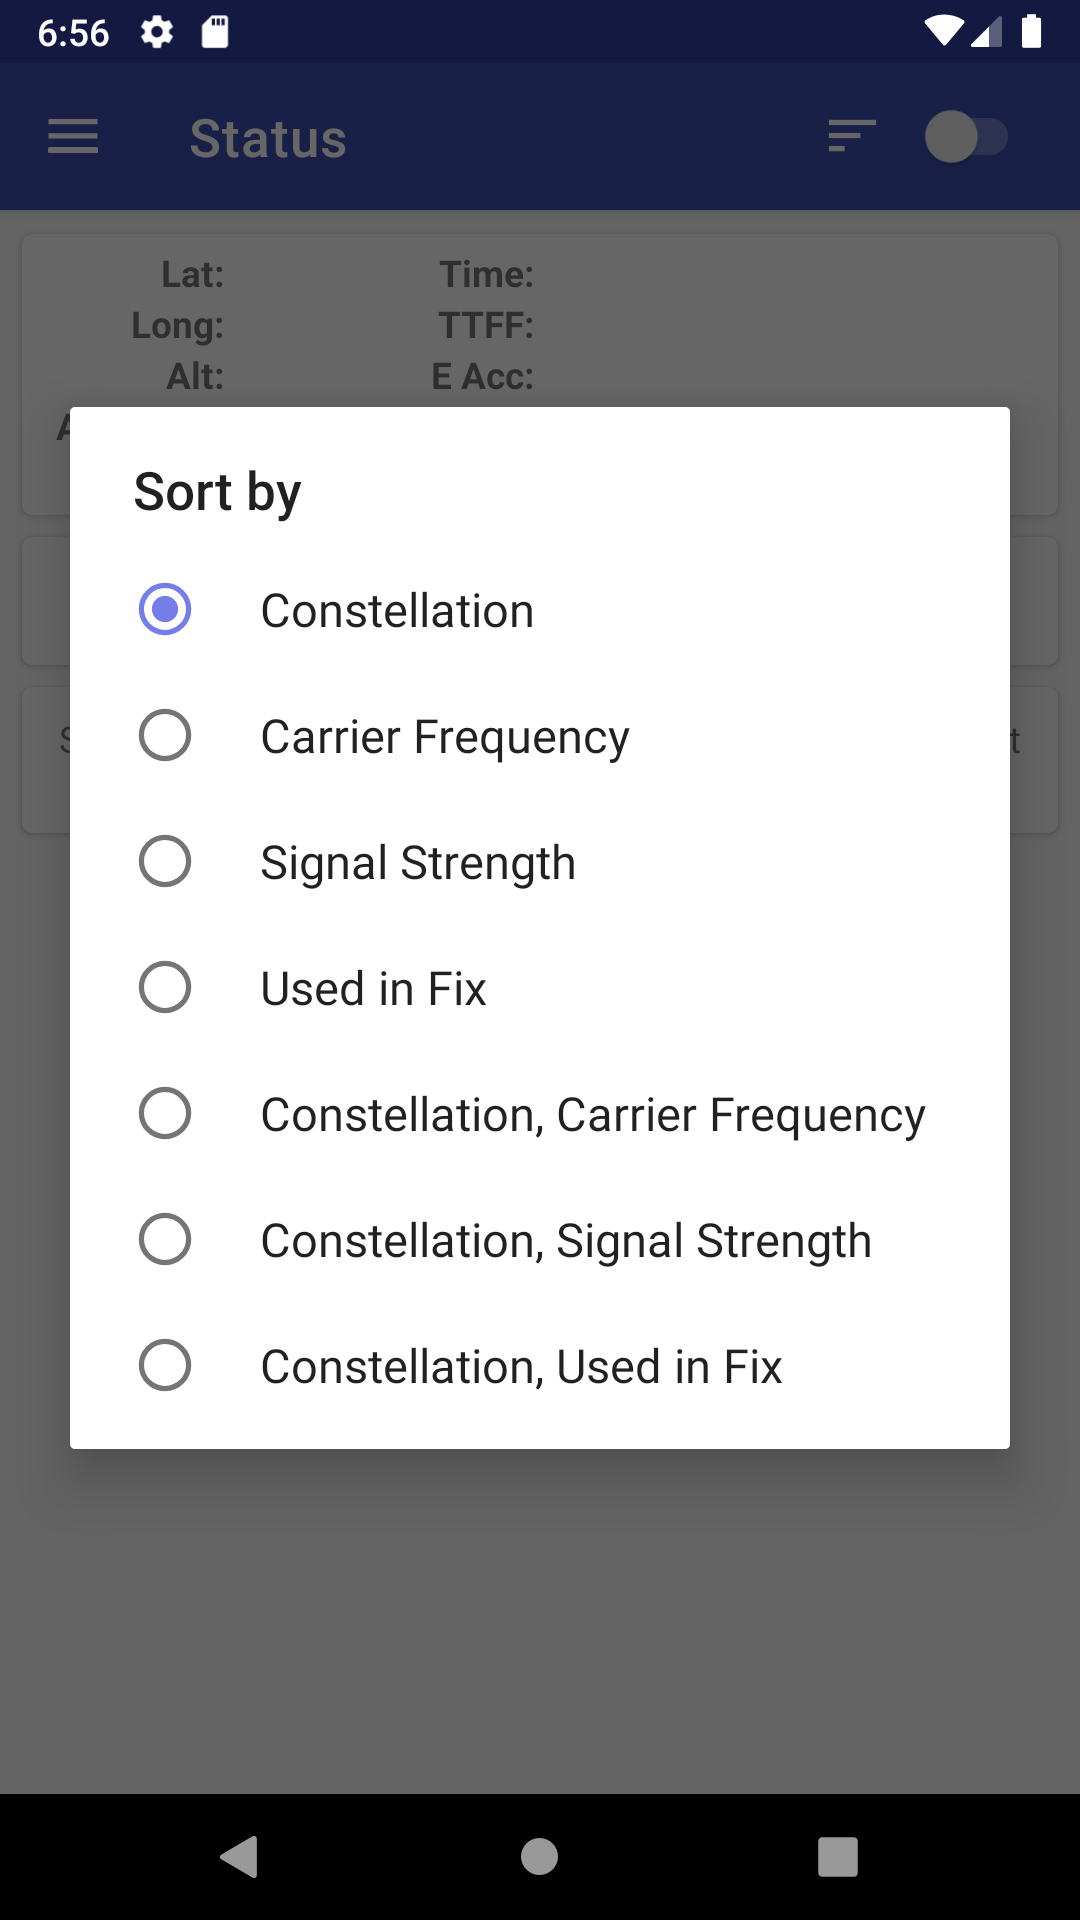 6:56
Status
Lat: Time:
Long: TTFF:
Alt: E Acc:
Sort by
Constellation
Carrier Frequency
Signal Strength
Used in Fix
Constellation, Carrier Frequency
Constellation, Signal Strength
Constellation, Used in Fix